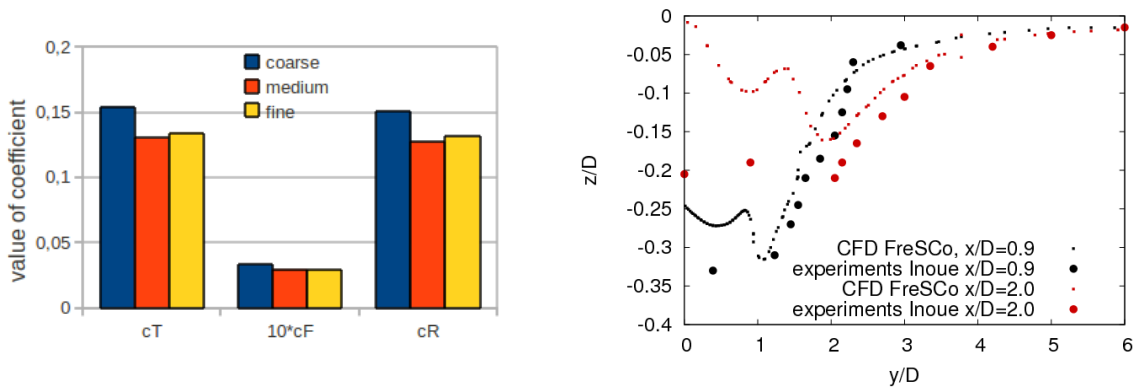 0,2
0,15
0,1
0,05
0
value of coefficient
coarse
medium
fine
cT
10*cF
cR
0
-0.05
-0.1
-0.15
-0.2
-0.25
-0.3
-0.35
-0.4
z/D
CFD FreSCo, x/D=0.9
experiments Inoue x/D=0.9
CFD FreSCo x/D=2.0
experiments Inoue x/D=2.0
0 1 2 3 4 5 6
y/D